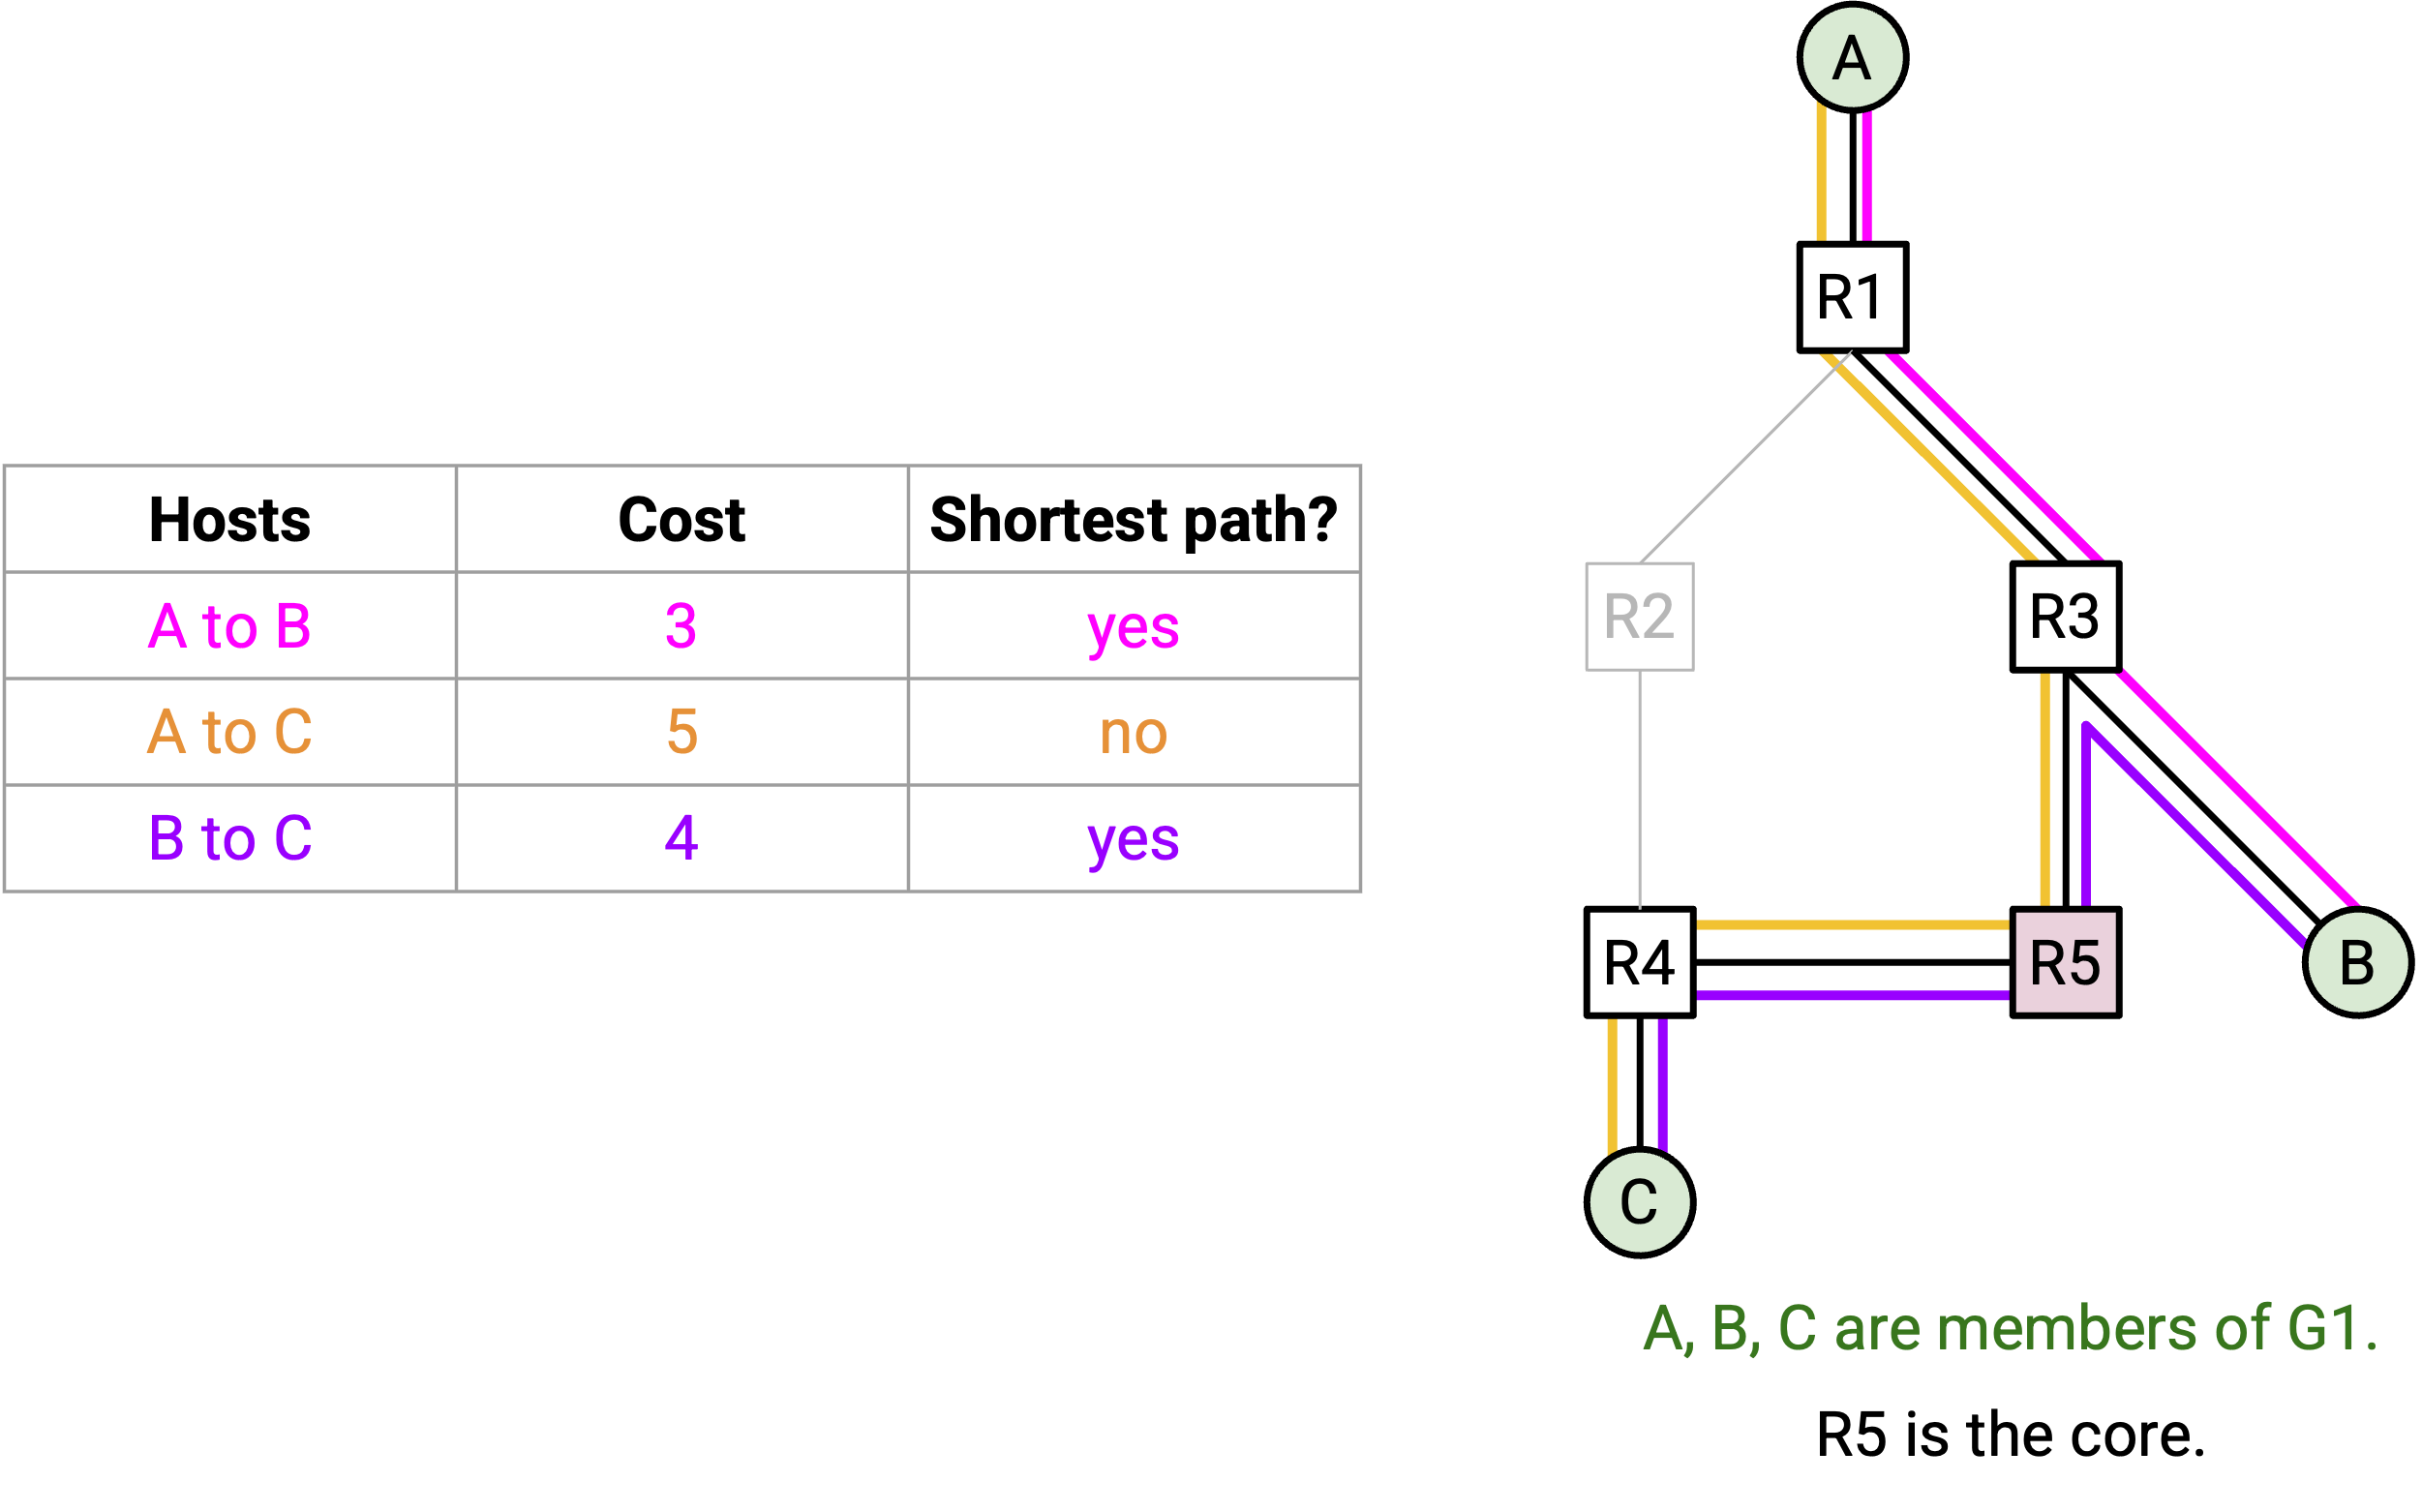 Hosts Cost Shortest path?
A to B 3 yes
A to C 5 no
B to C 4 yes
A
R1
R2
R3
R4
R5
B
C
A, B, C are members of G1.
R5 is the core.